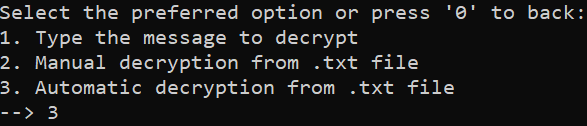 Select the preferred option or press '0' to back:
1. Type the message to decrypt
2. Manual decryption from .txt file
3. Automatic decryption from .txt file
--> 3